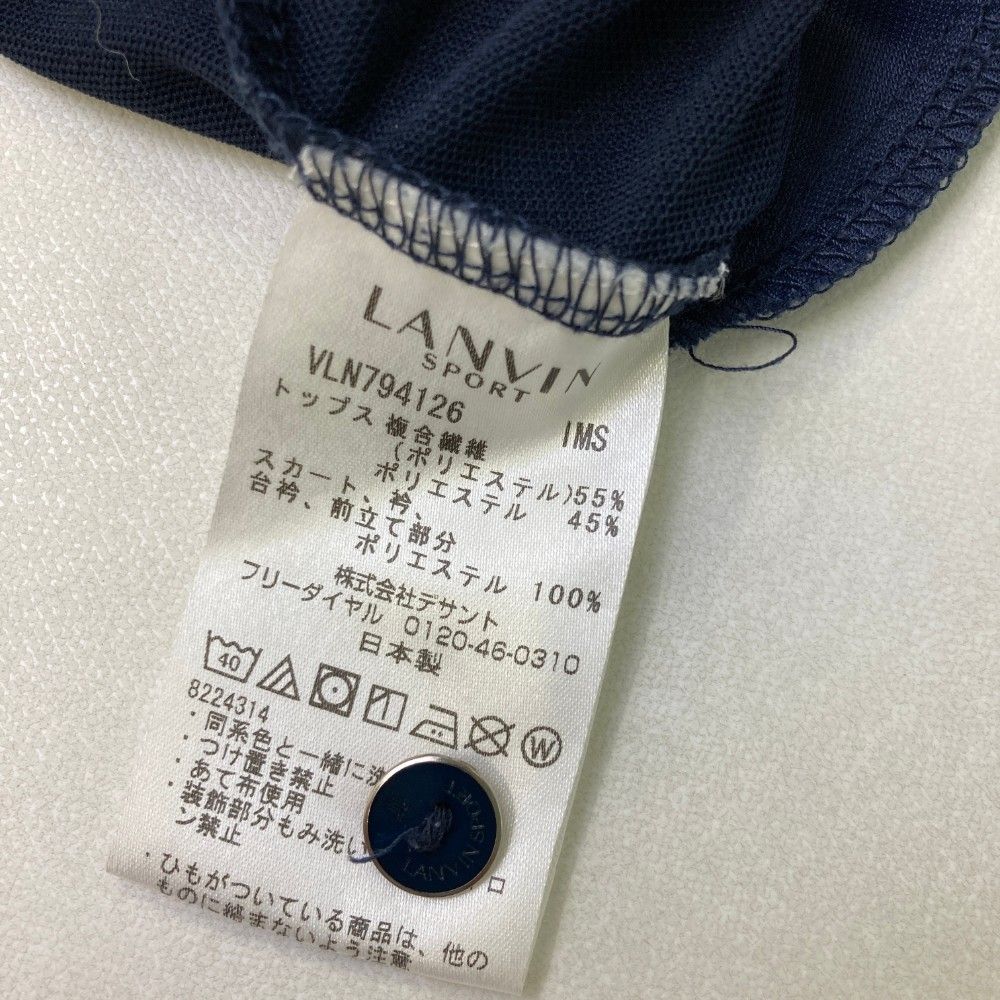 LANVIN
SPORT
VLN794126
IMS
トップス 複合繊維
(ポリエステル)55%
ポリエステル 45%
スカート、衿、
台衿、前立て部分
ポリエステル 100%
株式会社デサント
フリーダイヤル 0120-46-0310
日本製
40
W
8224314
・同系色と一緒に洗
・つけ置き禁止
・あて布使用
・装飾部分もみ洗い
ロ
ン禁止
・ひもがついている商品は、他の
ものに絡まないよう注意
LANVIN SPORT